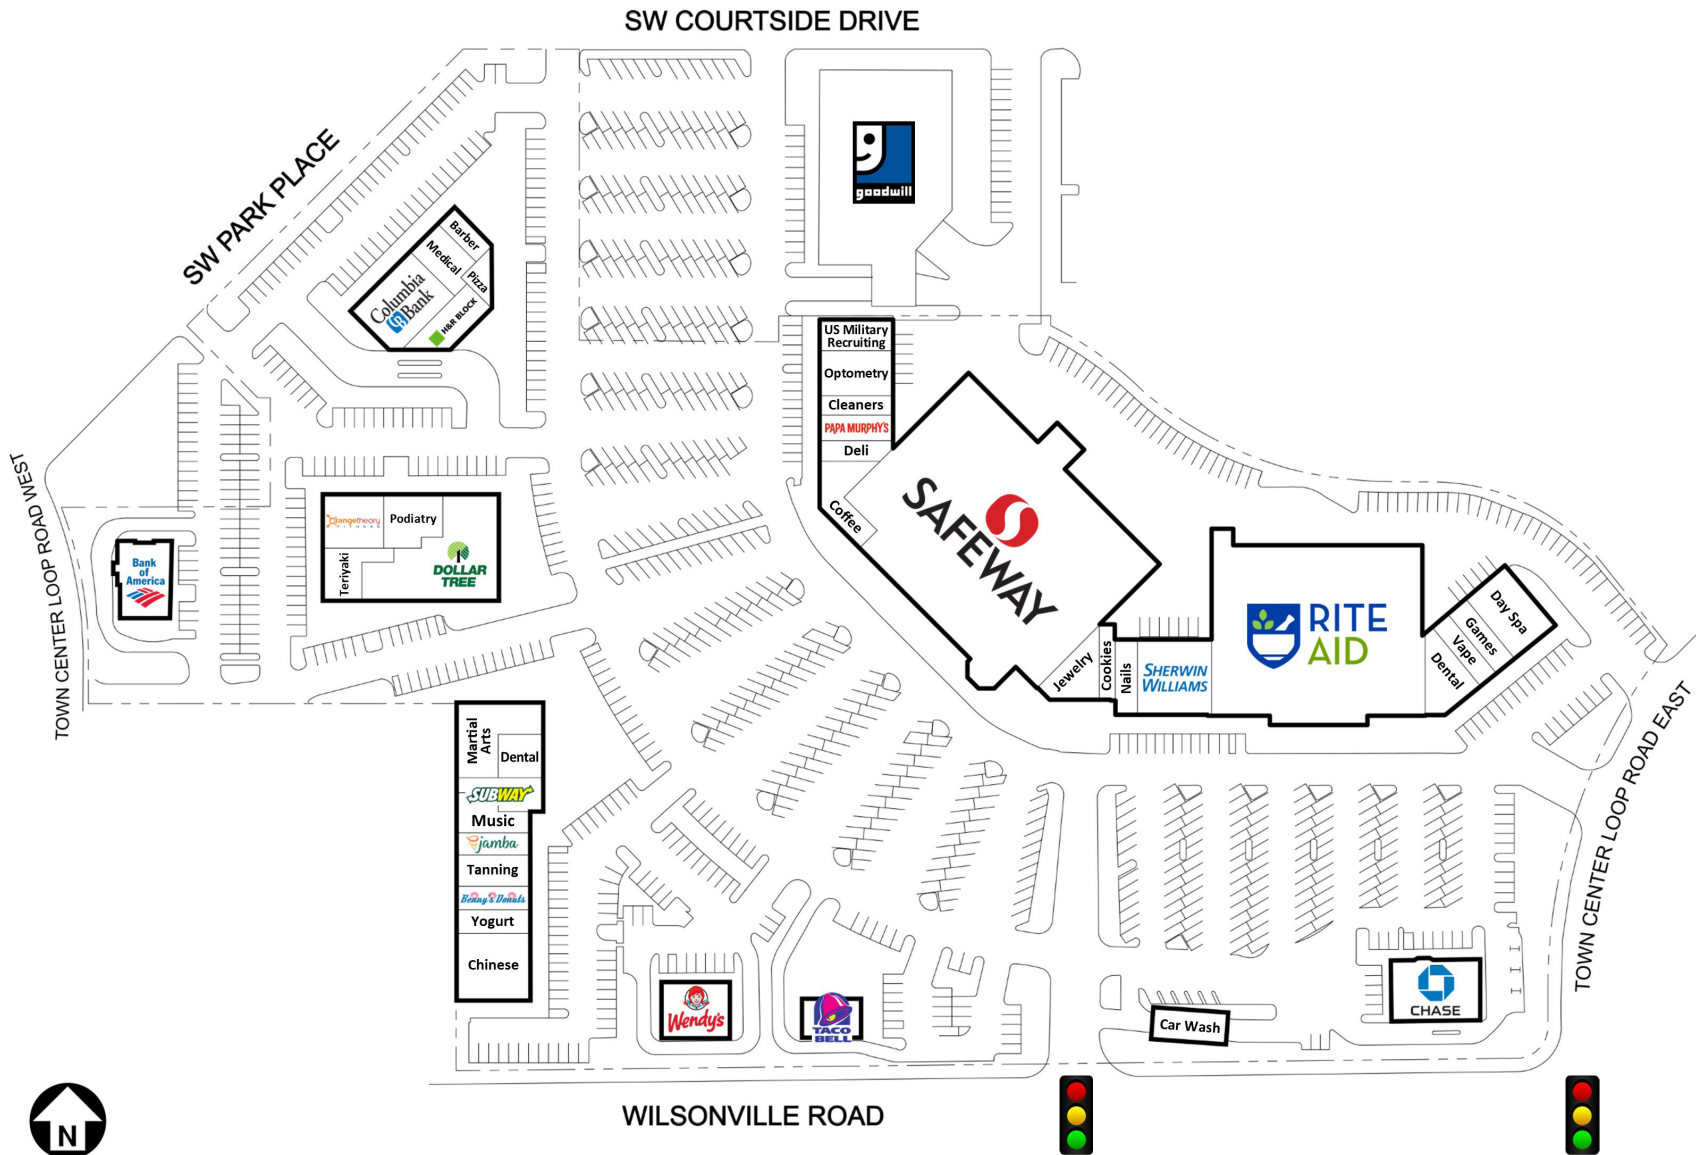 SW COURTSIDE DRIVE
SW PARK PLACE
goodwill
Barber
Medical
Pizza
Columbia
CB Bank
H&R BLOCK
US Military
Recruiting
Optometry
Cleaners
PAPA MURPHY'S
Deli
Coffee
SAFEWAY
TOWN CENTER LOOP ROAD WEST
Bank
of
America
Orangetheory
FITNESS
Podiatry
Teriyaki
DOLLAR
TREE
Jewelry
Cookies
Nails
SHERWIN
WILLIAMS
RITE
AID
Day Spa
Games
Vape
Dental
TOWN CENTER LOOP ROAD EAST
Martial
Arts
Dental
SUBWAY
Music
jamba
Tanning
Benny's Donuts
Yogurt
Chinese
Wendy's
TACO
BELL
Car Wash
CHASE
N
WILSONVILLE ROAD